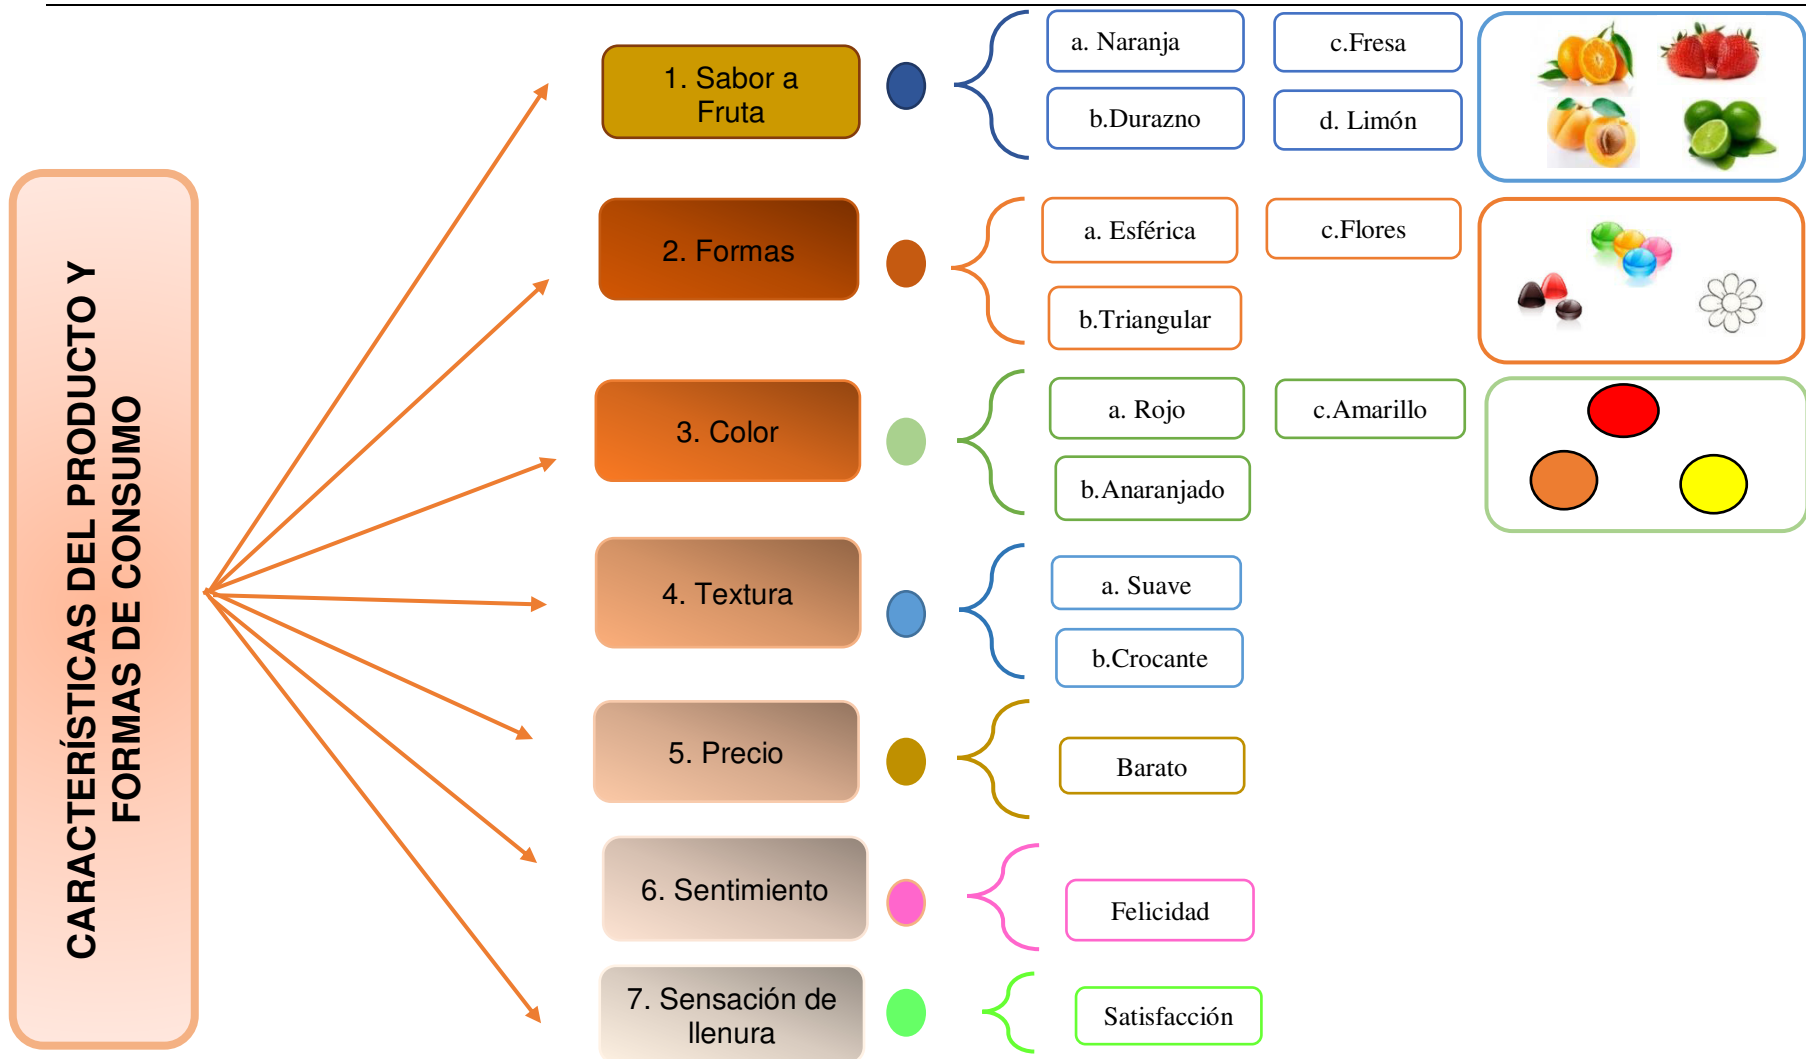 CARACTERÍSTICAS DEL PRODUCTO Y
FORMAS DE CONSUMO
1. Sabor a
Fruta
a. Naranja
c.Fresa
b.Durazno
d. Limón
2. Formas
a. Esférica
c.Flores
b.Triangular
3. Color
a. Rojo
c.Amarillo
b.Anaranjado
4. Textura
a. Suave
b.Crocante
5. Precio
Barato
6. Sentimiento
Felicidad
7. Sensación de
llenura
Satisfacción